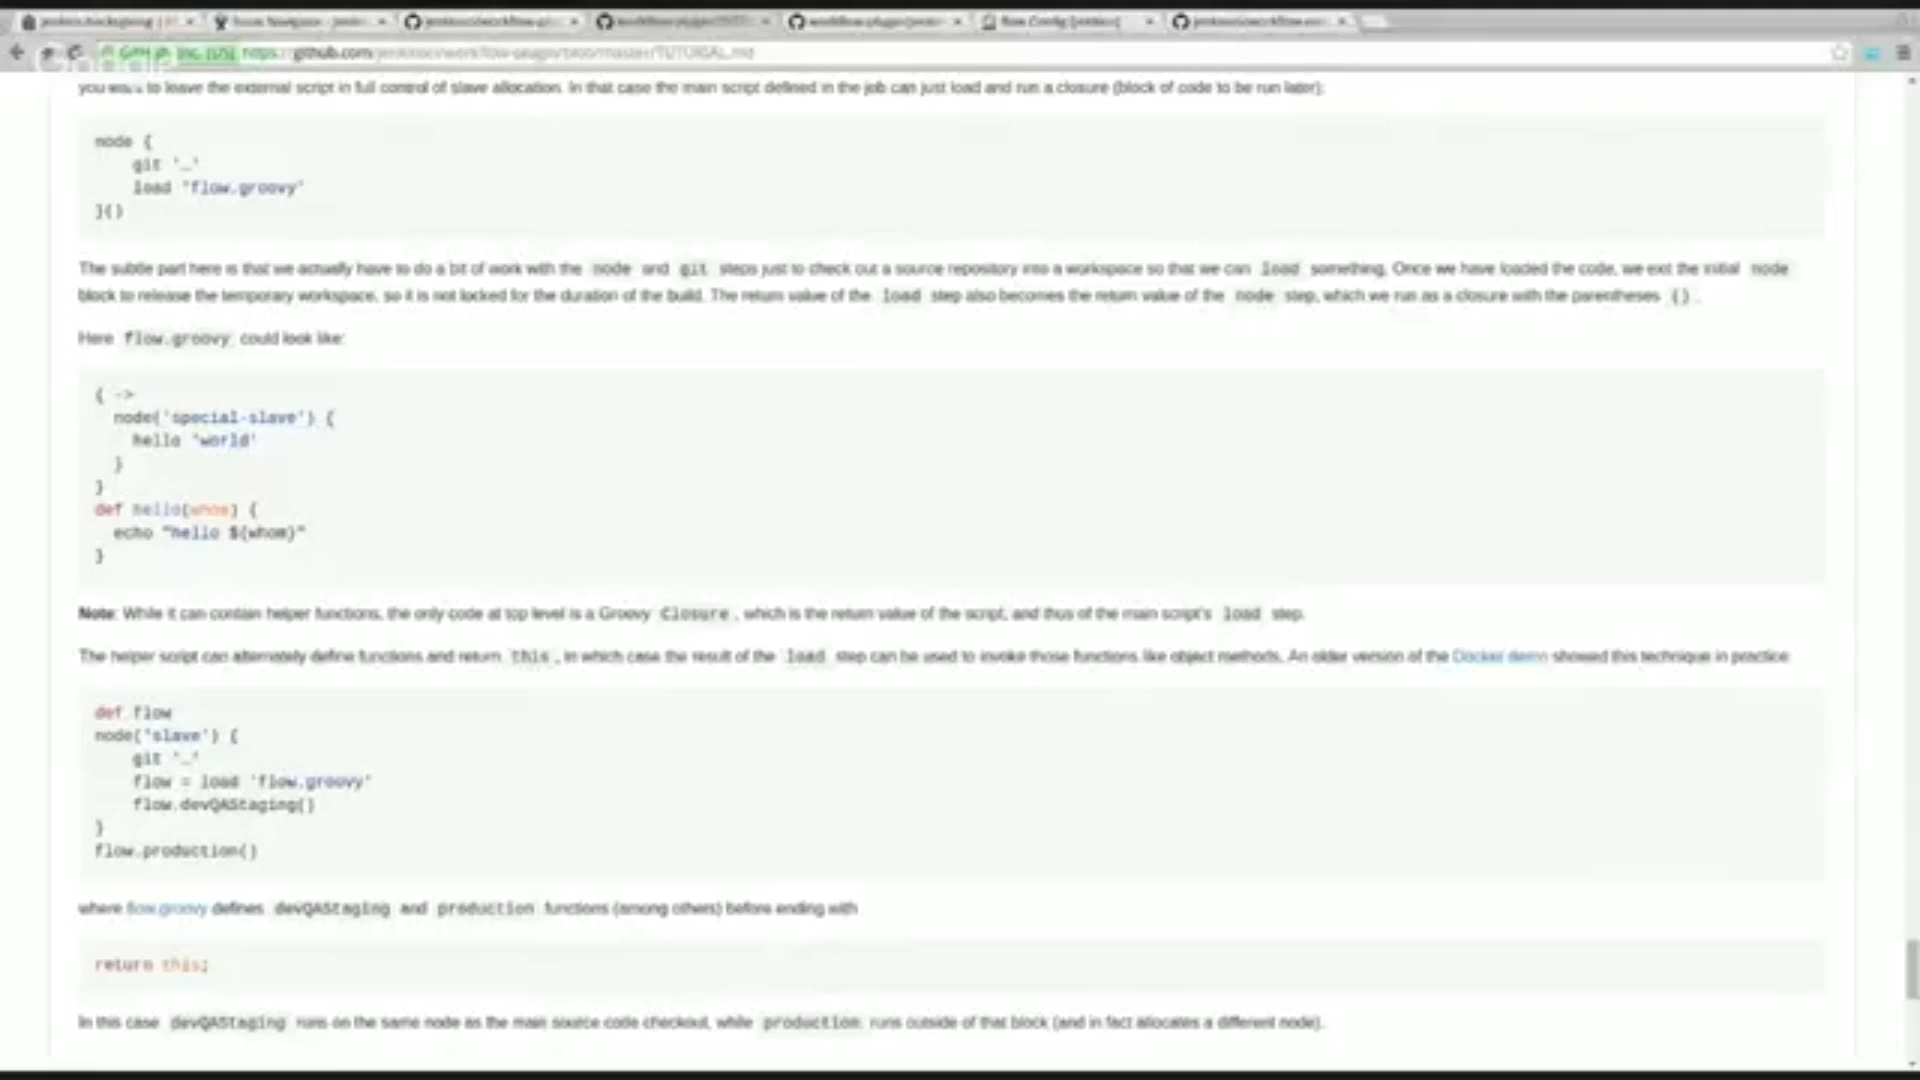 github.com/jenkinsci/workflow-plugin/blob/master/TUTORIAL.md
you want to leave the external script in full control of slave allocation. In that case the main script defined in the job can just load and run a closure (block of code to be run later):
node {
    git '…'
    load 'flow.groovy'
}()
The subtle part here is that we actually have to do a bit of work with the node and git steps just to check out a source repository into a workspace so that we can load something. Once we have loaded the code, we exit the initial node
block to release the temporary workspace, so it is not locked for the duration of the build. The return value of the load step also becomes the return value of the node step, which we run as a closure with the parentheses ().
Here flow.groovy could look like:
{ ->
  node('special-slave') {
    hello 'world'
  }
}
def hello(whom) {
  echo "hello ${whom}"
}
Note: While it can contain helper functions, the only code at top level is a Groovy Closure, which is the return value of the script, and thus of the main script's load step.
The helper script can alternately define functions and return this, in which case the result of the load step can be used to invoke those functions like object methods. An older version of the Docker demo showed this technique in practice
def flow
node('slave') {
    git '…'
    flow = load 'flow.groovy'
    flow.devQAStaging()
}
flow.production()
where flow.groovy defines devQAStaging and production functions (among others) before ending with
return this;
In this case devQAStaging runs on the same node as the main source code checkout, while production runs outside of that block (and in fact allocates a different node).